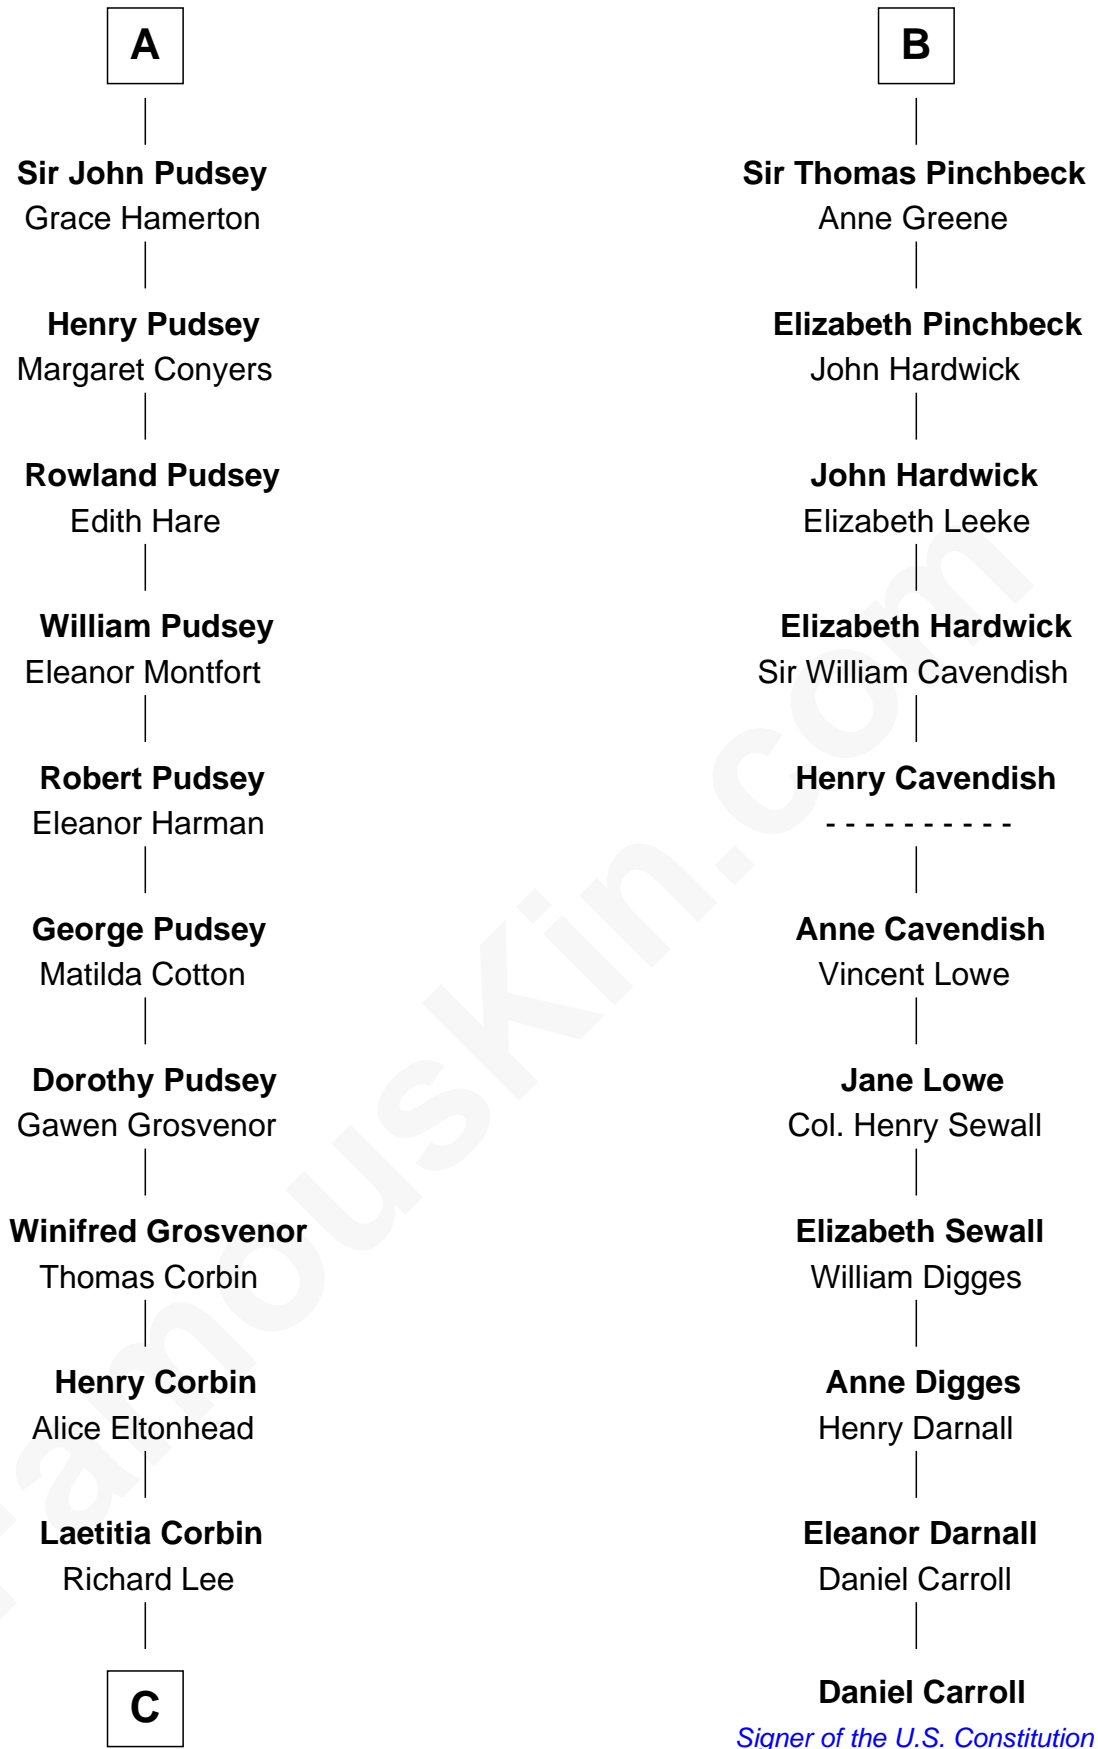 A
Sir John Pudsey
Grace Hamerton
Henry Pudsey
Margaret Conyers
Rowland Pudsey
Edith Hare
William Pudsey
Eleanor Montfort
Robert Pudsey
Eleanor Harman
George Pudsey
Matilda Cotton
Dorothy Pudsey
Gawen Grosvenor
Winifred Grosvenor
Thomas Corbin
Henry Corbin
Alice Eltonhead
Laetitia Corbin
Richard Lee
C
B
Sir Thomas Pinchbeck
Anne Greene
Elizabeth Pinchbeck
John Hardwick
John Hardwick
Elizabeth Leeke
Elizabeth Hardwick
Sir William Cavendish
Henry Cavendish
- - - - - - - - - -
Anne Cavendish
Vincent Lowe
Jane Lowe
Col. Henry Sewall
Elizabeth Sewall
William Digges
Anne Digges
Henry Darnall
Eleanor Darnall
Daniel Carroll
Daniel Carroll
Signer of the U.S. Constitution
FamousKin.com